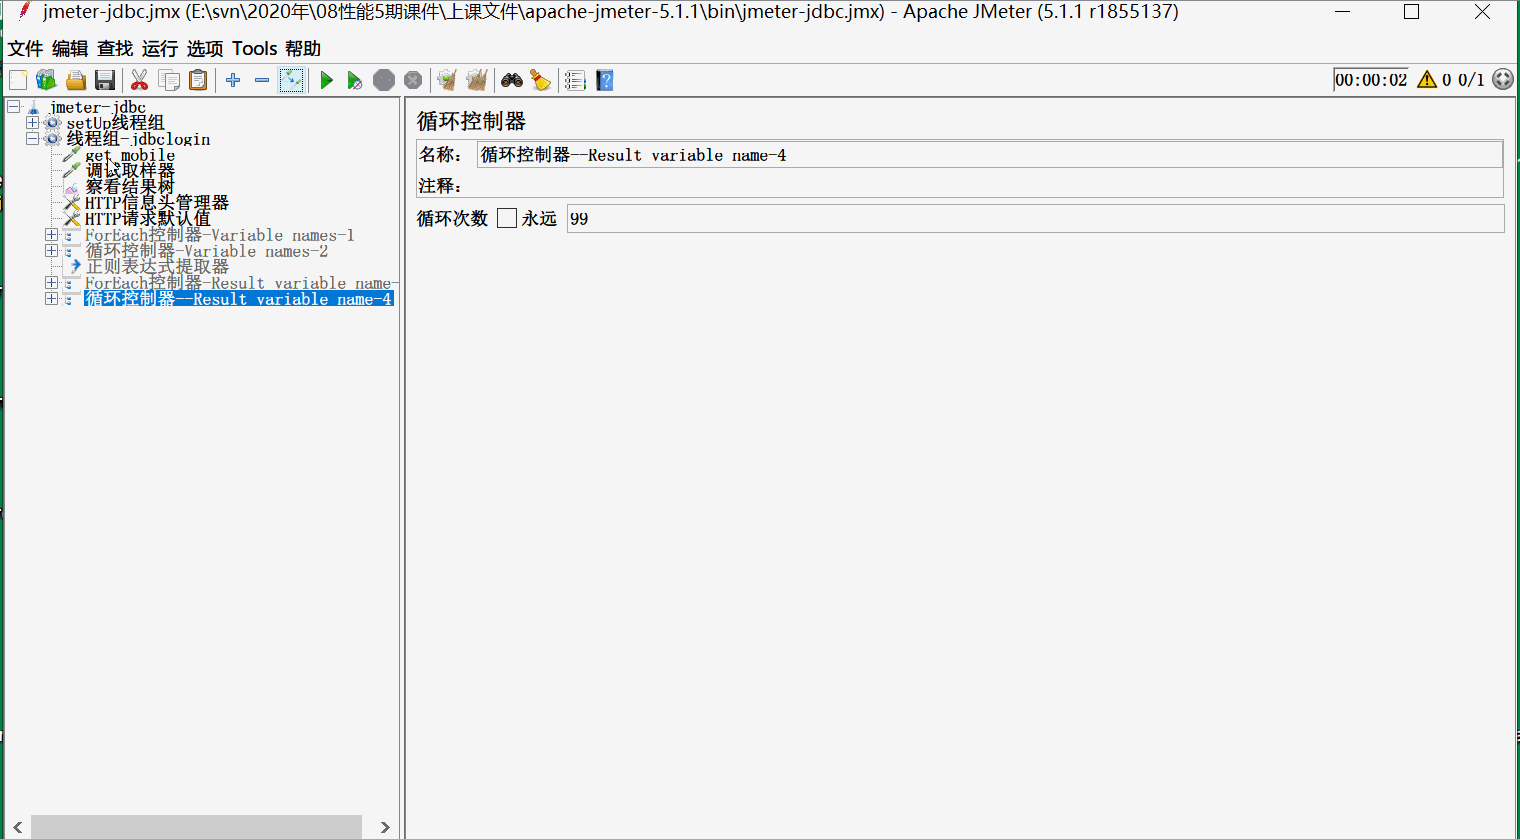 jmeter-jdbc.jmx (E:\svn\2020年\08性能5期课件\上课文件\apache-jmeter-5.1.1\bin\jmeter-jdbc.jmx) - Apache JMeter (5.1.1 r1855137)
文件 编辑 查找 运行 选项 Tools 帮助
00:00:02 0 0/1
jmeter-jdbc
setUp线程组
线程组-jdbclogin
get_mobile
调试取样器
察看结果树
HTTP信息头管理器
HTTP请求默认值
ForEach控制器-Variable names-1
循环控制器-Variable names-2
正则表达式提取器
ForEach控制器-Result variable name-
循环控制器--Result variable name-4
循环控制器
名称： 循环控制器--Result variable name-4
注释：
循环次数 永远 99